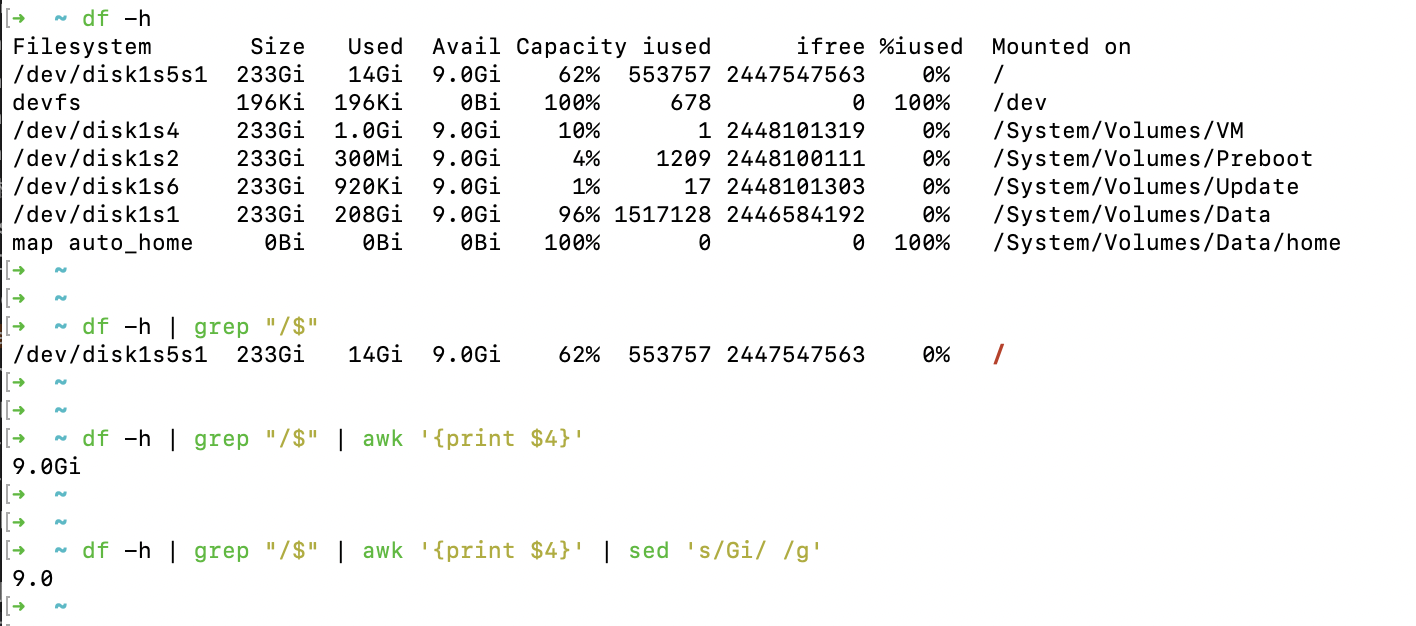 [➜  ~ df -h
Filesystem       Size   Used  Avail Capacity iused      ifree %iused  Mounted on
/dev/disk1s5s1  233Gi   14Gi  9.0Gi    62%  553757 2447547563    0%   /
devfs           196Ki  196Ki    0Bi   100%     678          0  100%   /dev
/dev/disk1s4    233Gi  1.0Gi  9.0Gi    10%       1 2448101319    0%   /System/Volumes/VM
/dev/disk1s2    233Gi  300Mi  9.0Gi     4%    1209 2448100111    0%   /System/Volumes/Preboot
/dev/disk1s6    233Gi  920Ki  9.0Gi     1%      17 2448101303    0%   /System/Volumes/Update
/dev/disk1s1    233Gi  208Gi  9.0Gi    96% 1517128 2446584192    0%   /System/Volumes/Data
map auto_home     0Bi    0Bi    0Bi   100%       0          0  100%   /System/Volumes/Data/home
[➜  ~
[➜  ~
[➜  ~ df -h | grep "/$"
/dev/disk1s5s1  233Gi   14Gi  9.0Gi    62%  553757 2447547563    0%   /
[➜  ~
[➜  ~
[➜  ~ df -h | grep "/$" | awk '{print $4}'
9.0Gi
[➜  ~
[➜  ~
[➜  ~ df -h | grep "/$" | awk '{print $4}' | sed 's/Gi/ /g'
9.0
[➜  ~